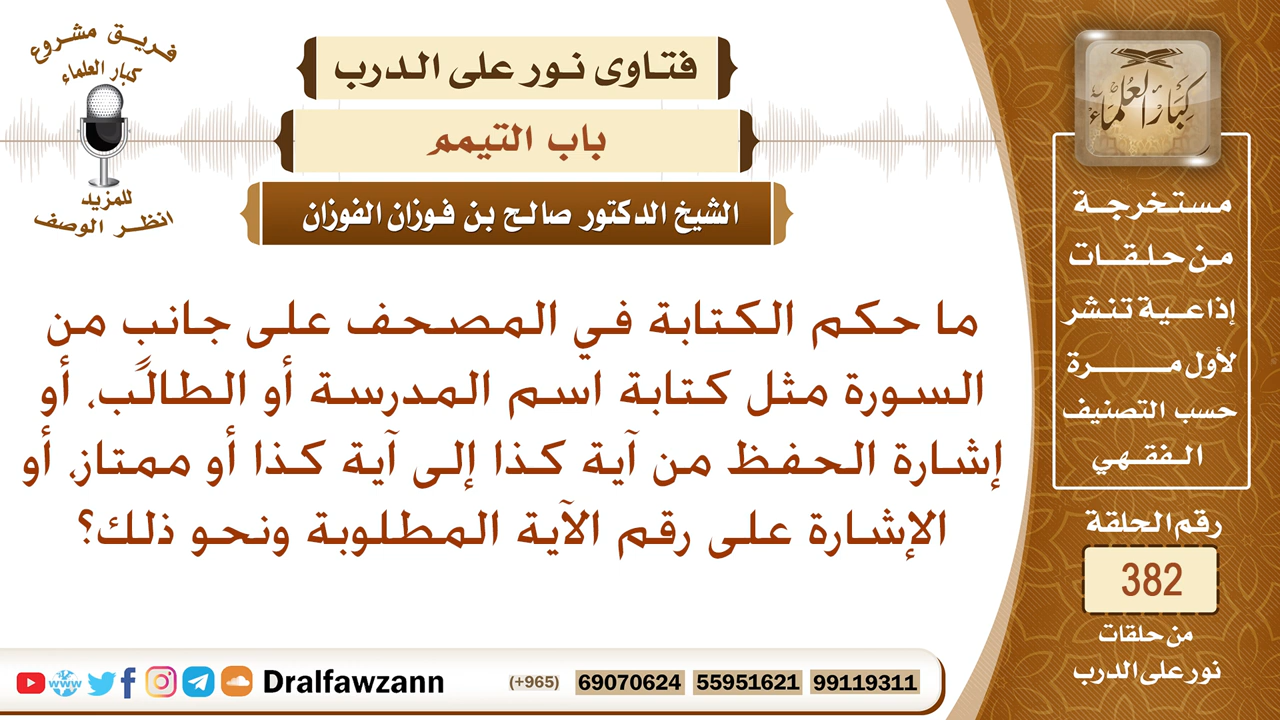 فريق مشروع
كبار العلماء
للمزيد
انظر الوصف
فتاوى نور على الدرب
باب التيمم
الشيخ الدكتور صالح بن فوزان الفوزان
ما حكم الكتابة في المصحف على جانبٍ من
السورة مثل كتابة اسم المدرسة أو الطالب، أو
إشارة الحفظ من آية كذا إلى آية كذا أو ممتاز، أو
الإشارة على رقم الآية المطلوبة ونحو ذلك؟
كبار العلماء
مستخرجة
من حلقات
إذاعية تنشر
لأول مرة
حسب التصنيف
الفقهي
رقم الحلقة
382
من حلقات
نور على الدرب
www
Dralfawzann
(+965) 69070624 55951621 99119311